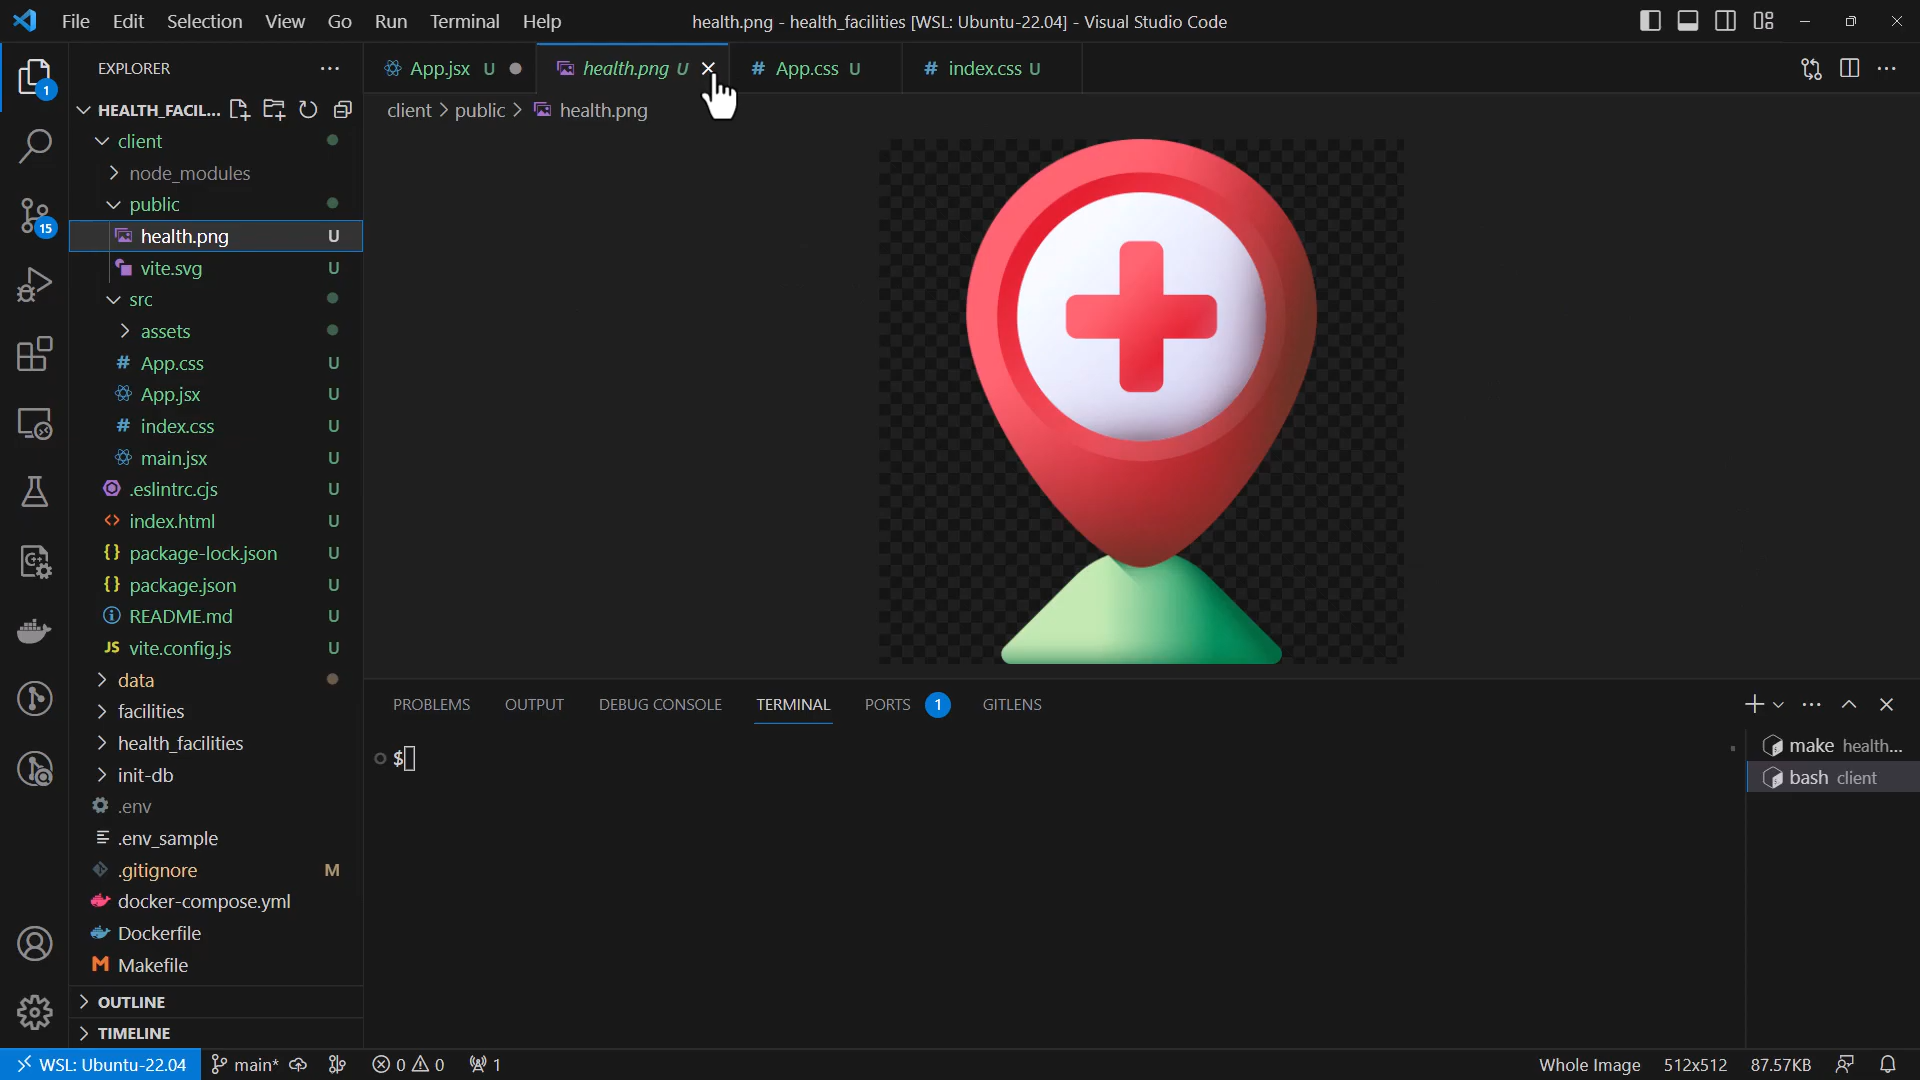 File Edit Selection View Go Run Terminal Help
health.png - health_facilities [WSL: Ubuntu-22.04] - Visual Studio Code
EXPLORER
App.jsx U
health.png U
# App.css U
# index.css U
1
HEALTH_FACIL...
client > public > health.png
client
node_modules
public
15
health.png U
vite.svg U
src
assets
# App.css U
App.jsx U
# index.css U
main.jsx U
.eslintrc.cjs U
<> index.html U
{} package-lock.json U
{} package.json U
README.md U
JS vite.config.js U
data
facilities
health_facilities
init-db
.env
.env_sample
.gitignore M
docker-compose.yml
Dockerfile
M Makefile
OUTLINE
TIMELINE
PROBLEMS OUTPUT DEBUG CONSOLE TERMINAL PORTS 1 GITLENS
$
make health...
bash client
WSL: Ubuntu-22.04 main* 0 0 1
Whole Image 512x512 87.57KB